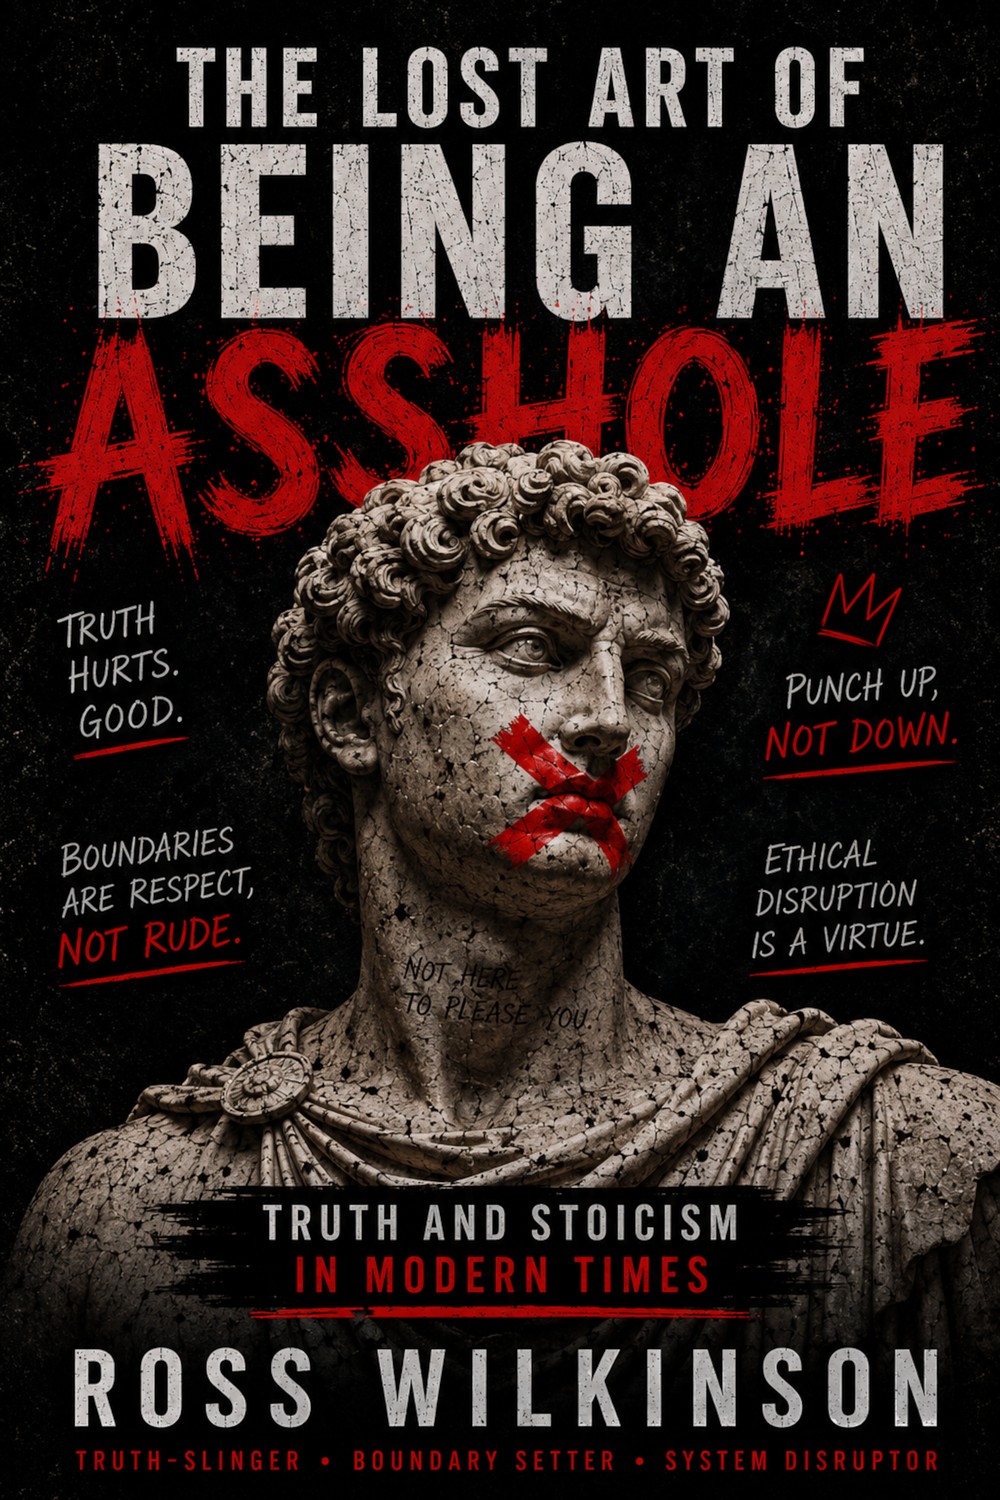 THE LOST ART OF
BEING AN
ASSHOLE
TRUTH
HURTS.
GOOD.
PUNCH UP,
NOT DOWN.
BOUNDARIES
ARE RESPECT,
NOT RUDE.
ETHICAL
DISRUPTION
IS A VIRTUE.
NOT HERE
TO PLEASE YOU.
TRUTH AND STOICISM
IN MODERN TIMES
ROSS WILKINSON
TRUTH-SLINGER • BOUNDARY SETTER • SYSTEM DISRUPTOR